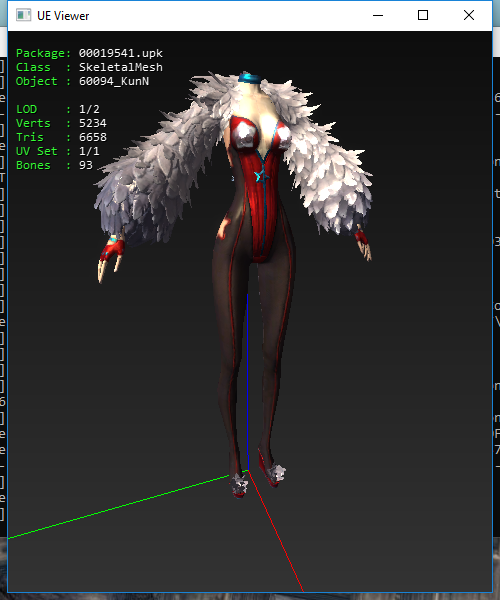 UE Viewer
Package: 00019541.upk
Class : SkeletalMesh
Object : 60094_KunN
LOD : 1/2
Verts : 5234
Tris : 6658
UV Set : 1/1
Bones : 93